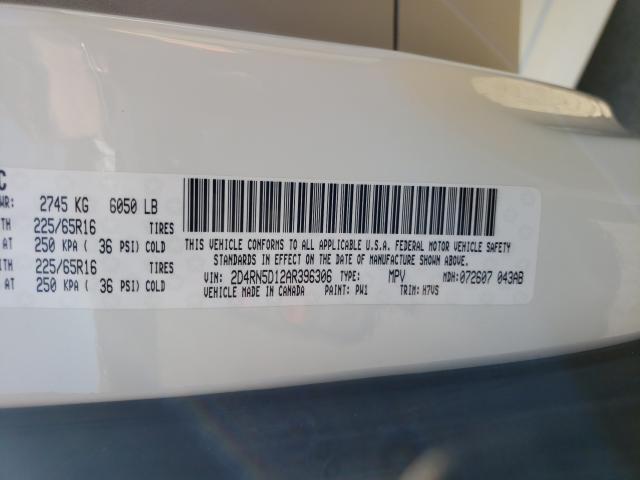 C
WR: 2745 KG 6050 LB
TH 225/65R16 TIRES
AT 250 KPA ( 36 PSI) COLD
TH 225/65R16 TIRES
AT 250 KPA ( 36 PSI) COLD
THIS VEHICLE CONFORMS TO ALL APPLICABLE U.S.A. FEDERAL MOTOR VEHICLE SAFETY
STANDARDS IN EFFECT ON THE DATE OF MANUFACTURE SHOWN ABOVE.
VIN: 2D4RN5D12AR396306 TYPE: MPV MDH: 072607 043AB
VEHICLE MADE IN CANADA PAINT: PW1 TRIM: H7VS